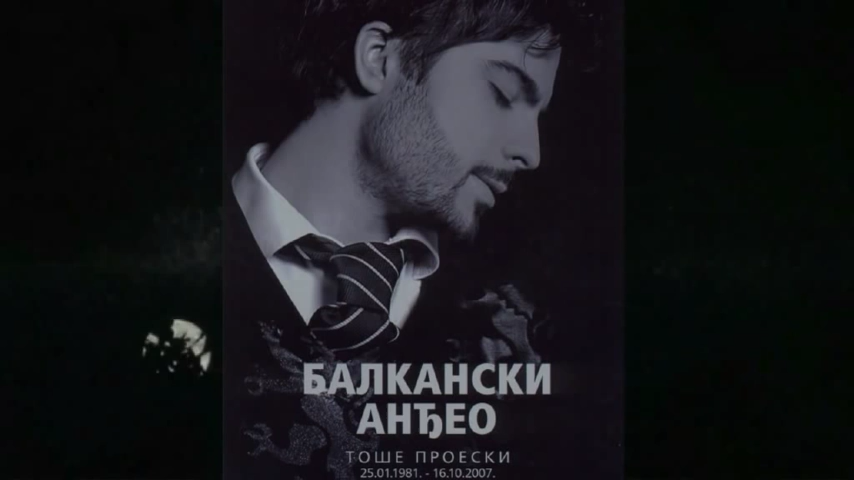 БАЛКАНСКИ
АНЂЕО
ТОШЕ ПРОЕСКИ
25.01.1981. - 16.10.2007.